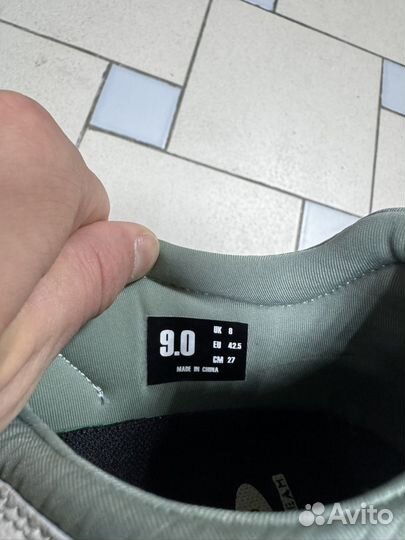 9.0
UK 8
EU 42.5
CM 27
MADE IN CHINA
Avito